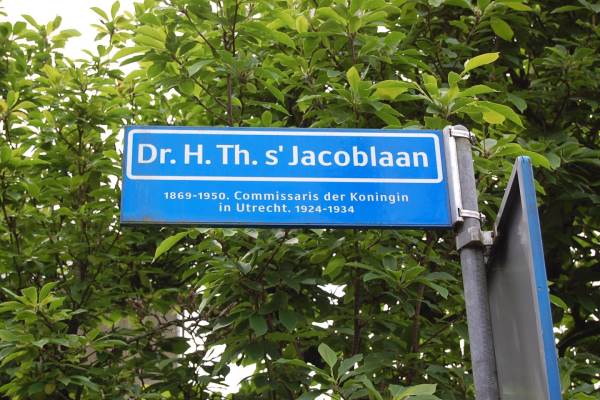 Dr. H. Th. s' Jacoblaan
1869-1950. Commissaris der Koningin
in Utrecht. 1924-1934